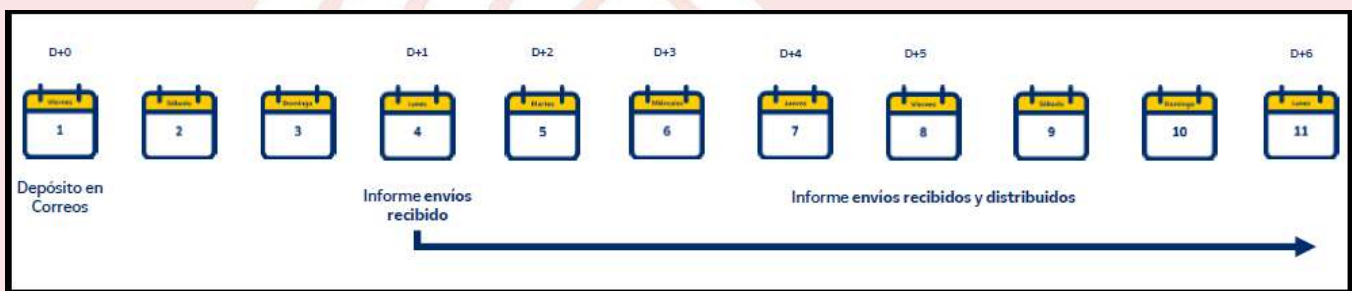 D+0
D+1
D+2
D+3
D+4
D+5
D+6
Viernes
Sábado
Domingo
Lunes
Martes
Miércoles
Jueves
Viernes
Sábado
Domingo
Lunes
1
2
3
4
5
6
7
8
9
10
11
Depósito en
Correos
Informe envíos
recibido
Informe envíos recibidos y distribuidos